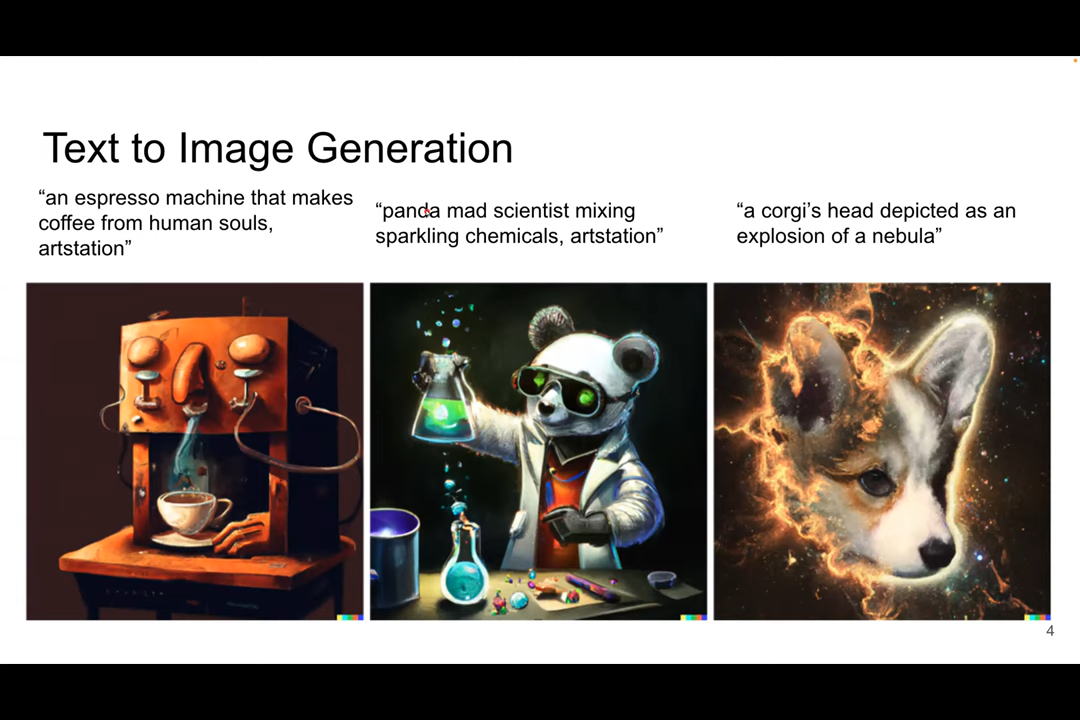 Text to Image Generation
“an espresso machine that makes
coffee from human souls,
artstation”
“panda mad scientist mixing
sparkling chemicals, artstation”
“a corgi’s head depicted as an
explosion of a nebula”
4